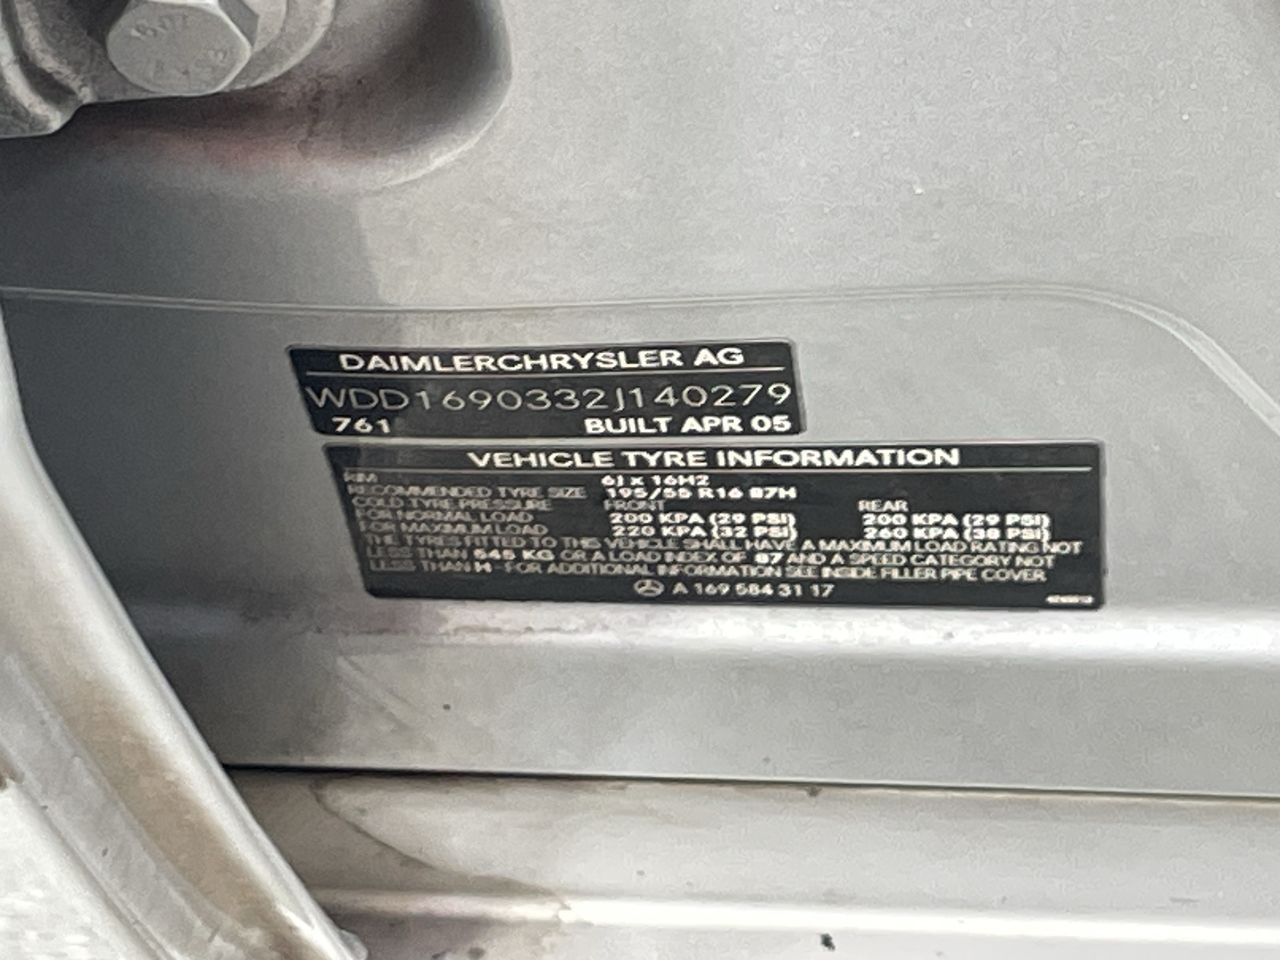 DAIMLERCHRYSLER AG
WDD1690332J140279
761 BUILT APR 05
VEHICLE TYRE INFORMATION
RIM 6J x 16H2
RECOMMENDED TYRE SIZE 195/55 R16 87H
COLD TYRE PRESSURE FRONT REAR
FOR NORMAL LOAD 200 KPA (29 PSI) 200 KPA (29 PSI)
FOR MAXIMUM LOAD 220 KPA (32 PSI) 260 KPA (38 PSI)
THE TYRES FITTED TO THIS VEHICLE SHALL HAVE A MAXIMUM LOAD RATING NOT
LESS THAN 545 KG OR A LOAD INDEX OF 87 AND A SPEED CATEGORY NOT
LESS THAN H - FOR ADDITIONAL INFORMATION SEE INSIDE FILLER PIPE COVER
A 169 584 31 17